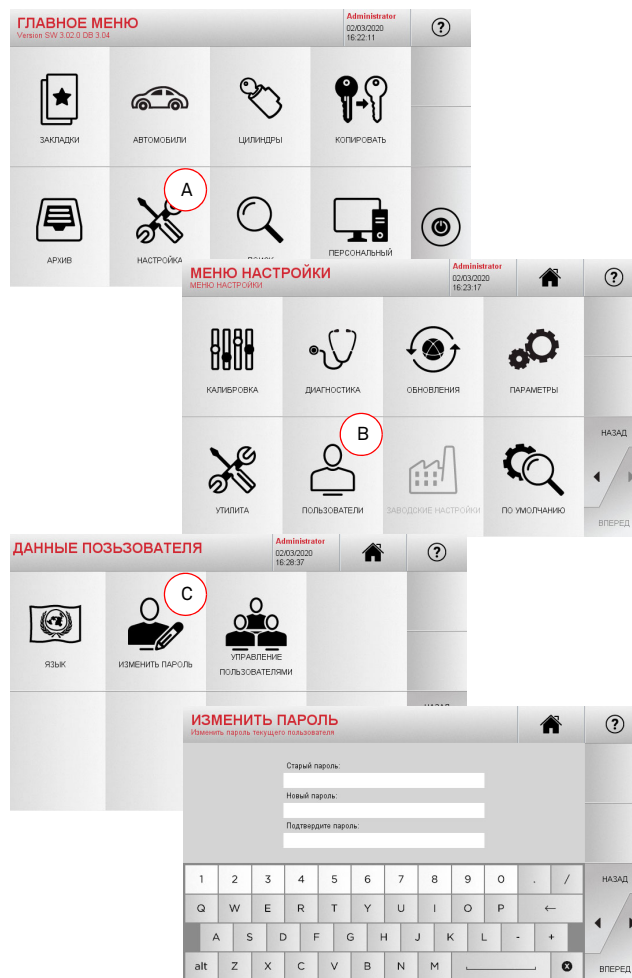 ГЛАВНОЕ МЕНЮ
Version SW 3.02.0 DB 3.04
Administrator
02/03/2020
16:22:11
?
ЗАКЛАДКИ
АВТОМОБИЛИ
ЦИЛИНДРЫ
КОПИРОВАТЬ
A
АРХИВ
НАСТРОЙКА
ПОИСК
ПЕРСОНАЛЬНЫЙ
МЕНЮ НАСТРОЙКИ
МЕНЮ НАСТРОЙКИ
Administrator
02/03/2020
16:23:17
?
КАЛИБРОВКА
ДИАГНОСТИКА
ОБНОВЛЕНИЯ
ПАРАМЕТРЫ
B
НАЗАД
УТИЛИТА
ПОЛЬЗОВАТЕЛИ
ЗАВОДСКИЕ НАСТРОЙКИ
ПО УМОЛЧАНИЮ
ВПЕРЕД
ДАННЫЕ ПОЗЬЗОВАТЕЛЯ
Administrator
02/03/2020
16:28:37
?
C
ЯЗЫК
ИЗМЕНИТЬ ПАРОЛЬ
УПРАВЛЕНИЕ
ПОЛЬЗОВАТЕЛЯМИ
НАЗАД
ИЗМЕНИТЬ ПАРОЛЬ
Изменить пароль текущего пользователя
?
Старый пароль:
Новый пароль:
Подтвердите пароль:
1 2 3 4 5 6 7 8 9 0 . /
Q W E R T Y U I O P ←
A S D F G H J K L - +
alt Z X C V B N M
НАЗАД
ВПЕРЕД